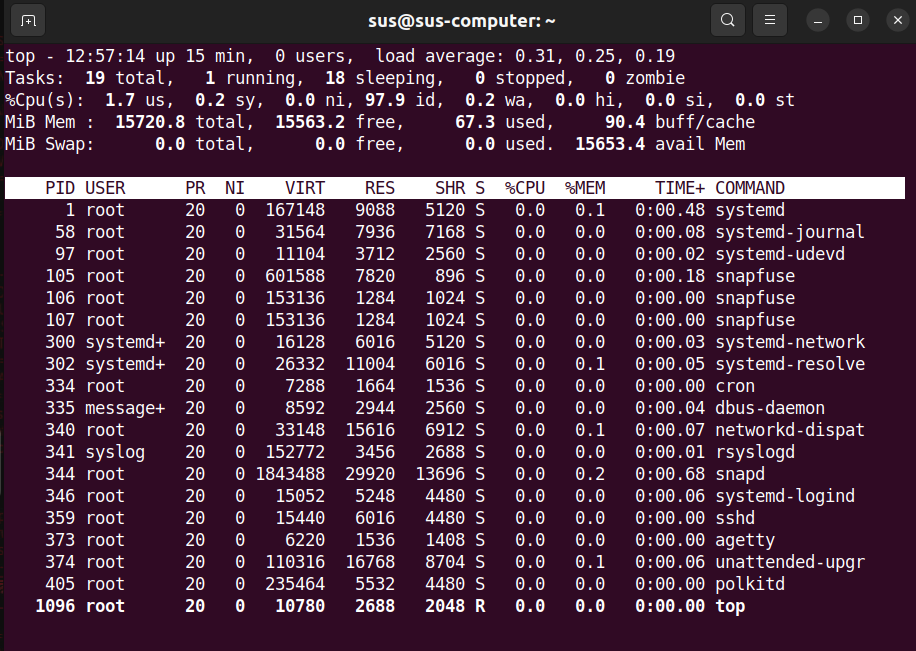 sus@sus-computer: ~
top - 12:57:14 up 15 min,  0 users,  load average: 0.31, 0.25, 0.19
Tasks:  19 total,   1 running,  18 sleeping,   0 stopped,   0 zombie
%Cpu(s):  1.7 us,  0.2 sy,  0.0 ni, 97.9 id,  0.2 wa,  0.0 hi,  0.0 si,  0.0 st
MiB Mem :  15720.8 total,  15563.2 free,     67.3 used,     90.4 buff/cache
MiB Swap:      0.0 total,      0.0 free,      0.0 used.  15653.4 avail Mem
    PID USER      PR  NI    VIRT    RES    SHR S  %CPU  %MEM     TIME+ COMMAND
      1 root      20   0  167148   9088   5120 S   0.0   0.1   0:00.48 systemd
     58 root      20   0   31564   7936   7168 S   0.0   0.0   0:00.08 systemd-journal
     97 root      20   0   11104   3712   2560 S   0.0   0.0   0:00.02 systemd-udevd
    105 root      20   0  601588   7820    896 S   0.0   0.0   0:00.18 snapfuse
    106 root      20   0  153136   1284   1024 S   0.0   0.0   0:00.00 snapfuse
    107 root      20   0  153136   1284   1024 S   0.0   0.0   0:00.00 snapfuse
    300 systemd+  20   0   16128   6016   5120 S   0.0   0.0   0:00.03 systemd-network
    302 systemd+  20   0   26332  11004   6016 S   0.0   0.1   0:00.05 systemd-resolve
    334 root      20   0    7288   1664   1536 S   0.0   0.0   0:00.00 cron
    335 message+  20   0    8592   2944   2560 S   0.0   0.0   0:00.04 dbus-daemon
    340 root      20   0   33148  15616   6912 S   0.0   0.1   0:00.07 networkd-dispat
    341 syslog    20   0  152772   3456   2688 S   0.0   0.0   0:00.01 rsyslogd
    344 root      20   0 1843488  29920  13696 S   0.0   0.2   0:00.68 snapd
    346 root      20   0   15052   5248   4480 S   0.0   0.0   0:00.06 systemd-logind
    359 root      20   0   15440   6016   4480 S   0.0   0.0   0:00.00 sshd
    373 root      20   0    6220   1536   1408 S   0.0   0.0   0:00.00 agetty
    374 root      20   0  110316  16768   8704 S   0.0   0.1   0:00.06 unattended-upgr
    405 root      20   0  235464   5532   4480 S   0.0   0.0   0:00.00 polkitd
   1096 root      20   0   10780   2688   2048 R   0.0   0.0   0:00.00 top